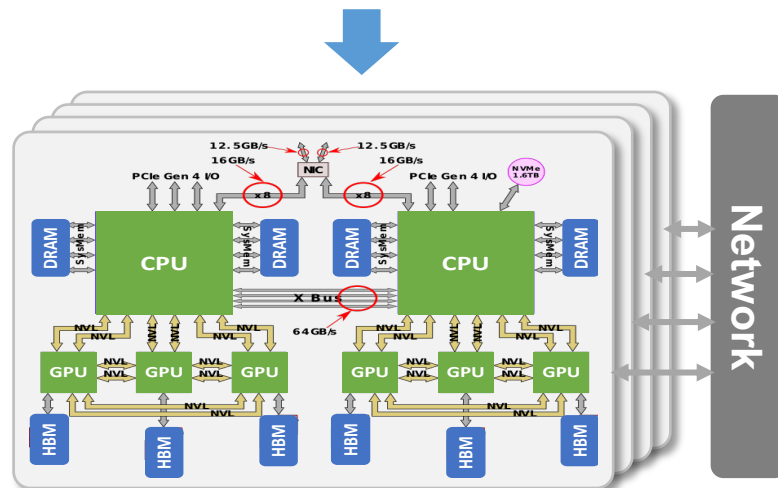 12.5GB/s
12.5GB/s
16GB/s
16GB/s
NIC
NVMe
1.6TB
PCIe Gen 4 I/O
PCIe Gen 4 I/O
x8
x8
DRAM
SysMem
CPU
SysMem
DRAM
DRAM
CPU
SysMem
DRAM
X Bus
64GB/s
NVL
NVL
NVL
NVL
NVL
NVL
NVL
NVL
NVL
NVL
NVL
NVL
GPU
NVL
NVL
GPU
NVL
NVL
GPU
GPU
NVL
NVL
GPU
NVL
NVL
GPU
NVL
NVL
NVL
NVL
HBM
HBM
HBM
HBM
HBM
HBM
Network